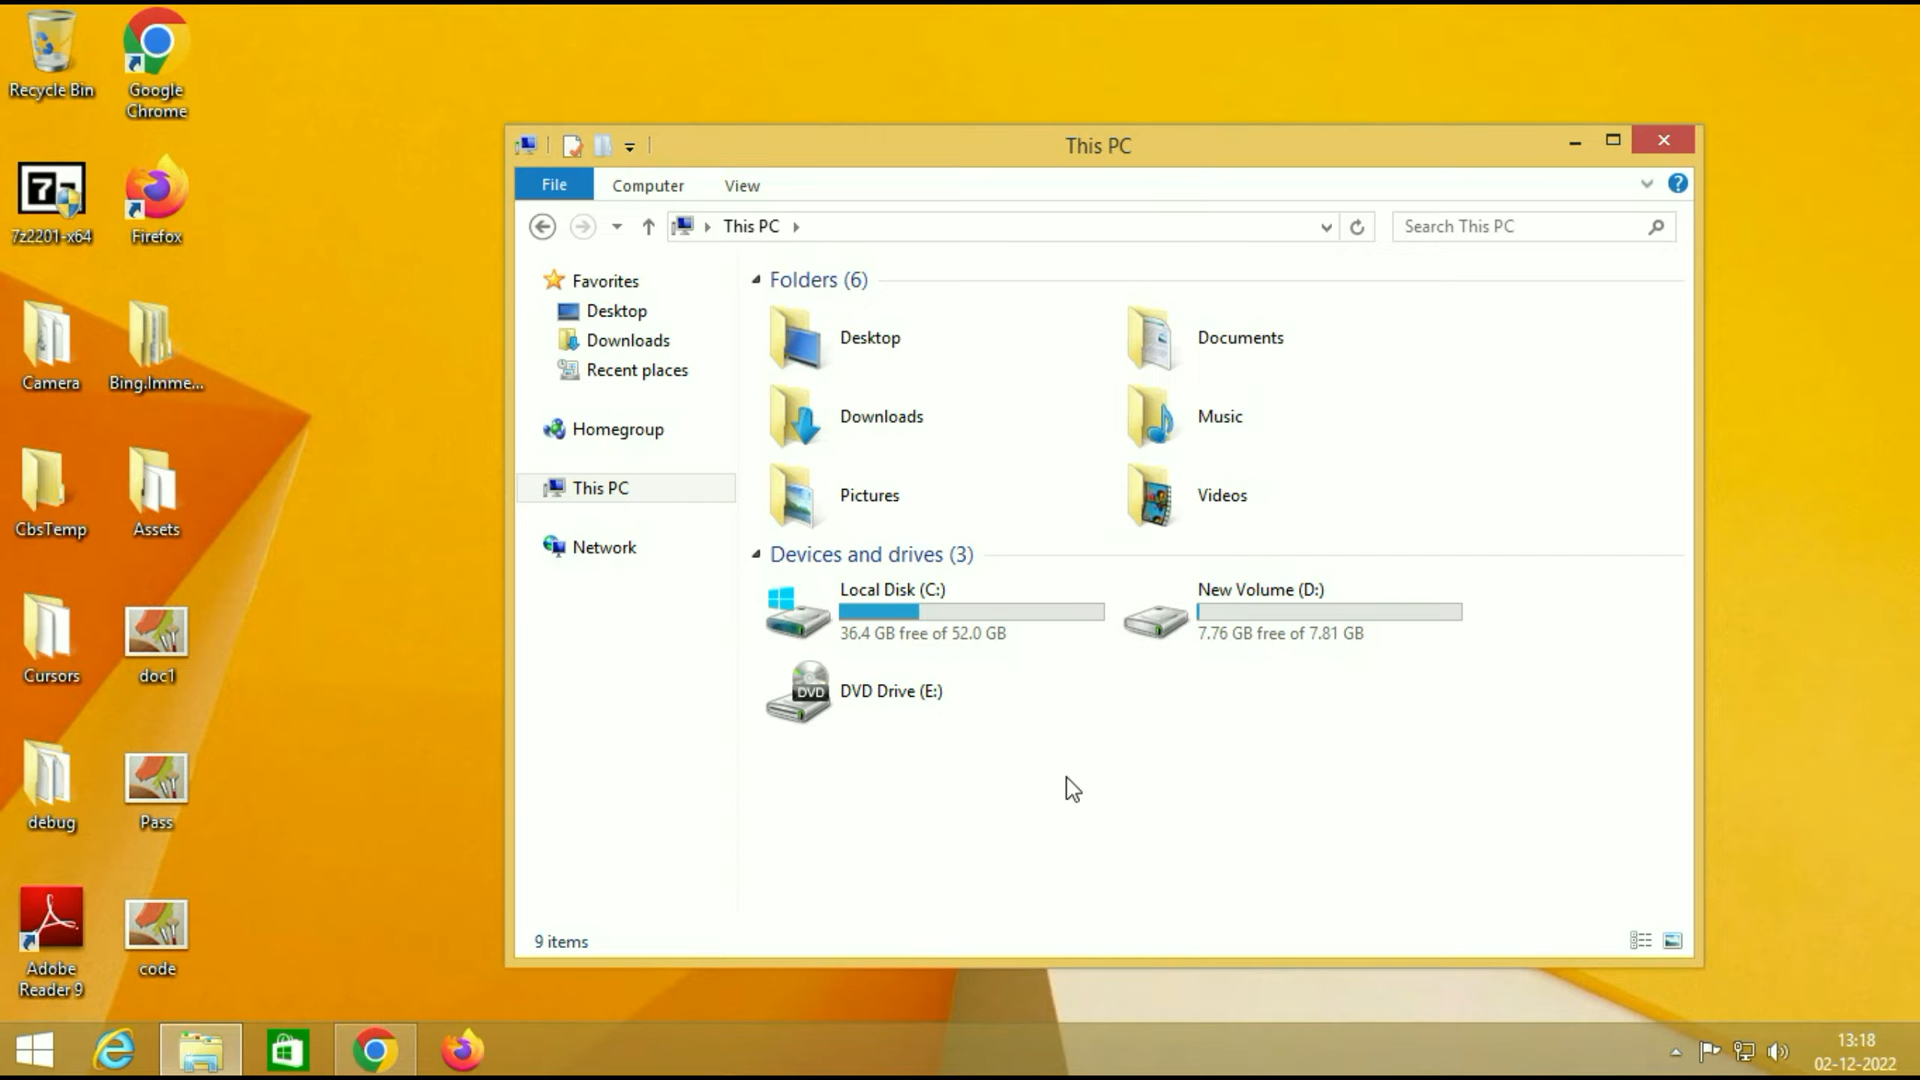 Recycle Bin
Google
Chrome
7z2201-x64
Firefox
Camera
Bing.Imme...
CbsTemp
Assets
Cursors
doc1
debug
Pass
Adobe
Reader 9
code
This PC
File
Computer
View
?
This PC
Search This PC
Favorites
Desktop
Downloads
Recent places
Homegroup
This PC
Network
Folders (6)
Desktop
Documents
Downloads
Music
Pictures
Videos
Devices and drives (3)
Local Disk (C:)
36.4 GB free of 52.0 GB
New Volume (D:)
7.76 GB free of 7.81 GB
DVD
DVD Drive (E:)
9 items
13:18
02-12-2022